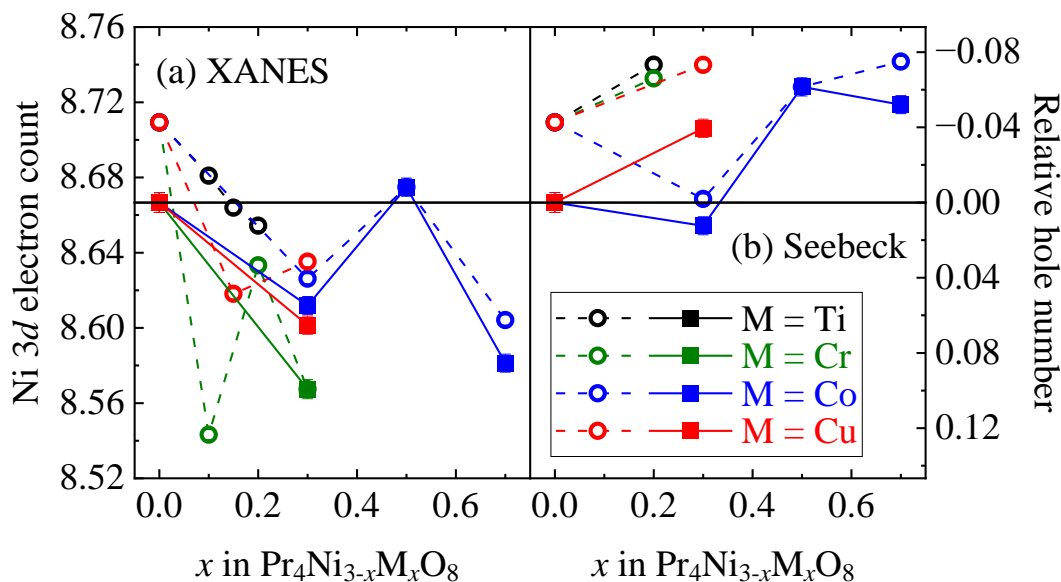 8.76
8.72
8.68
8.64
8.60
8.56
8.52
Ni 3d electron count
(a) XANES
0.0 0.2 0.4 0.6
x in Pr₄Ni₃₋ₓMₓO₈
(b) Seebeck
M = Ti
M = Cr
M = Co
M = Cu
0.0 0.2 0.4 0.6
x in Pr₄Ni₃₋ₓMₓO₈
−0.08
−0.04
0.00
0.04
0.08
0.12
Relative hole number